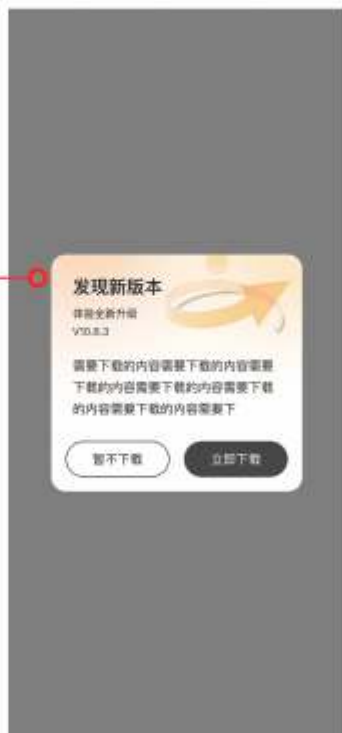 发现新版本
体验全新升级
V10.8.3
需要下载的内容需要下载的内容需要
下载的内容需要下载的内容需要下载
的内容需要下载的内容需要下
暂不下载
立即下载